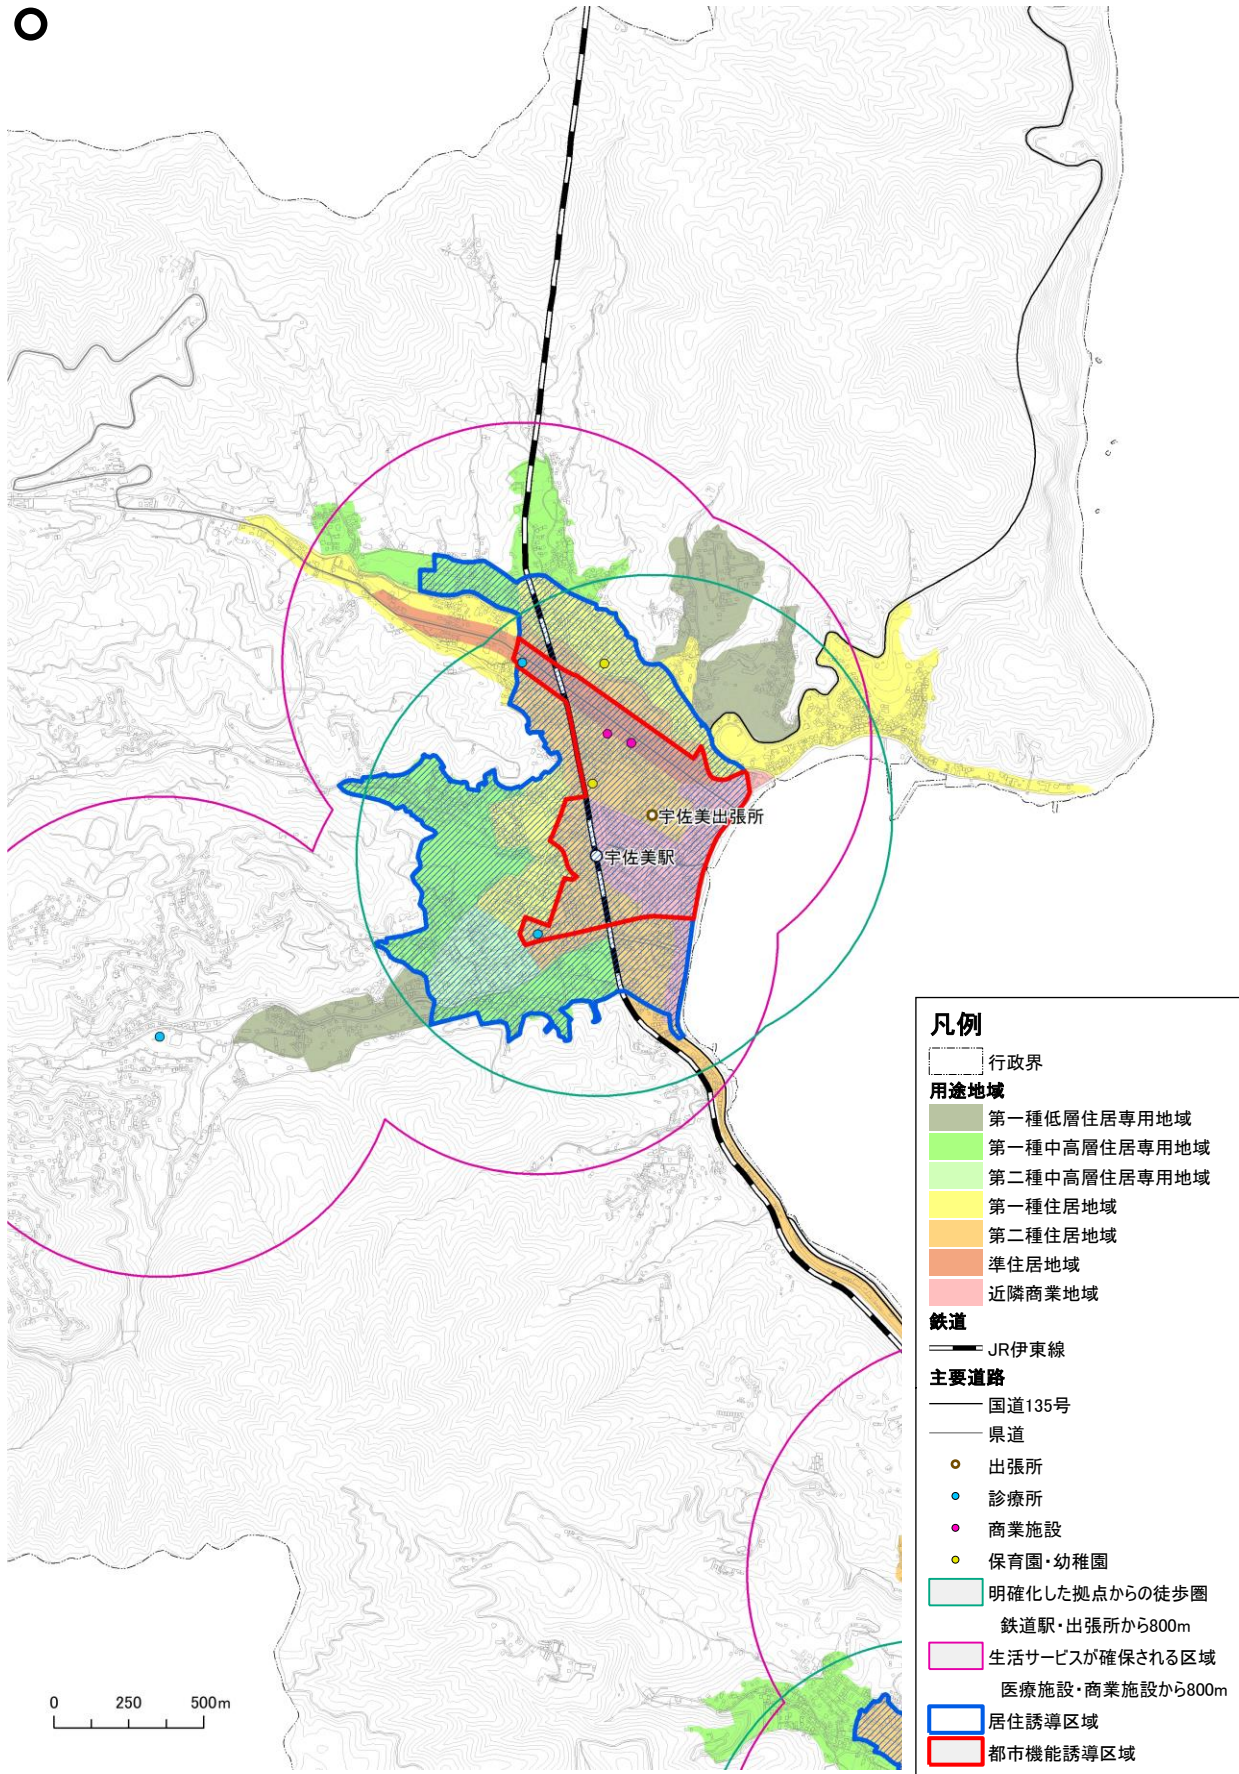 宇佐美出張所
宇佐美駅
凡例
行政界
用途地域
第一種低層住居専用地域
第一種中高層住居専用地域
第二種中高層住居専用地域
第一種住居地域
第二種住居地域
準住居地域
近隣商業地域
鉄道
JR伊東線
主要道路
国道135号
県道
出張所
診療所
商業施設
保育園・幼稚園
明確化した拠点からの徒歩圏
鉄道駅・出張所から800m
生活サービスが確保される区域
医療施設・商業施設から800m
居住誘導区域
都市機能誘導区域
0 250 500m